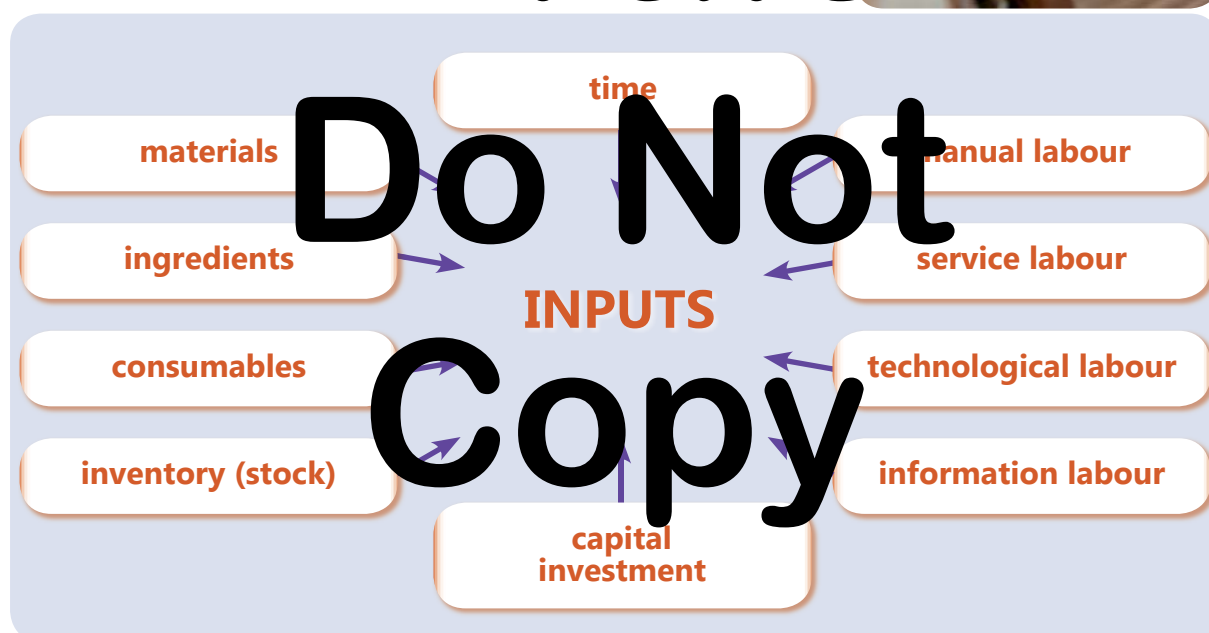 time
materials
manual labour
ingredients
service labour
INPUTS
consumables
technological labour
inventory (stock)
information labour
capital
investment
Do Not
Copy